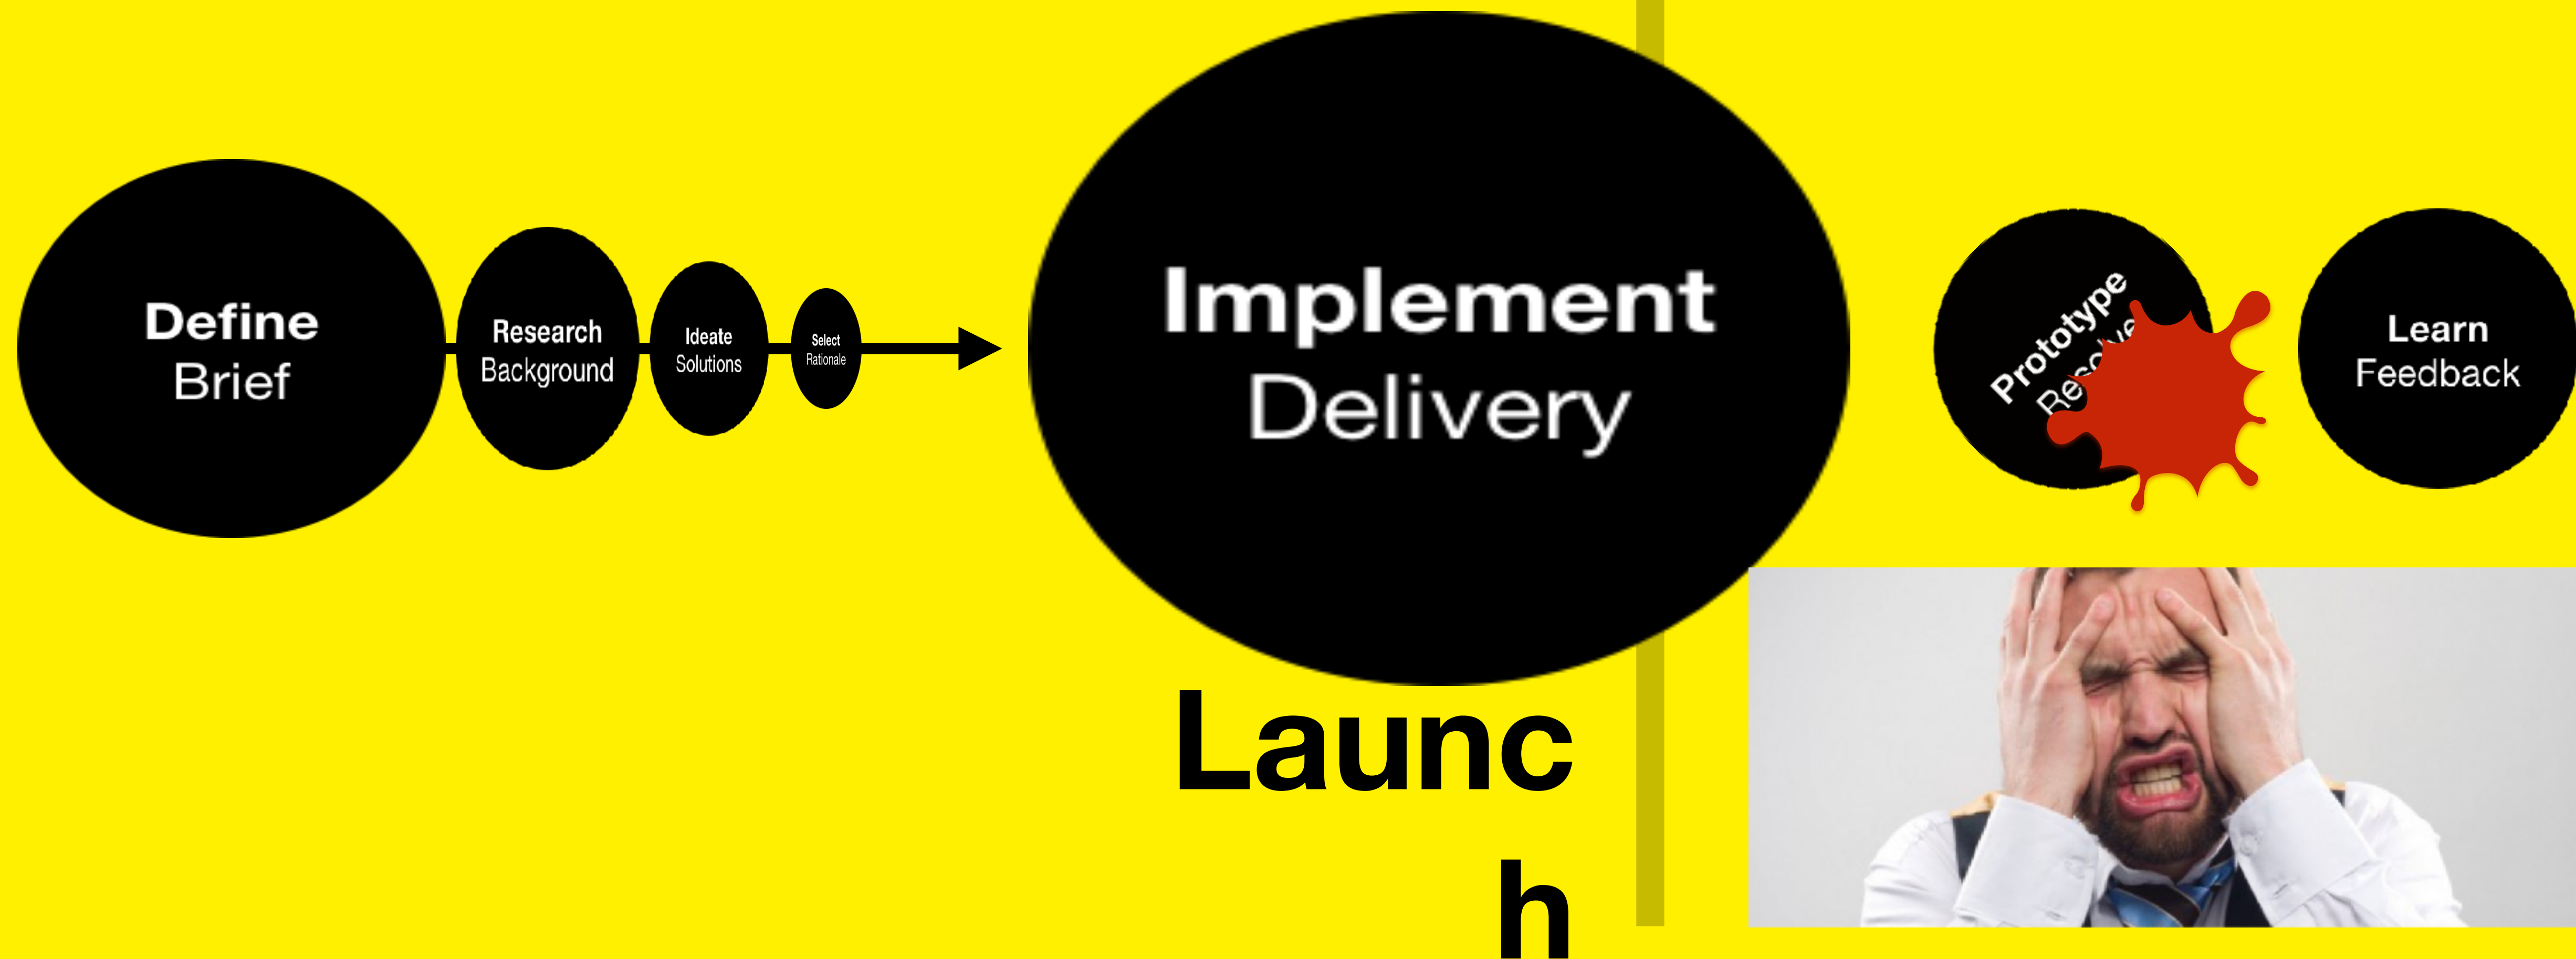 Define
Brief
Research
Background
Ideate
Solutions
Select
Rationale
Implement
Delivery
Prototype
Learn
Feedback
Launc
h